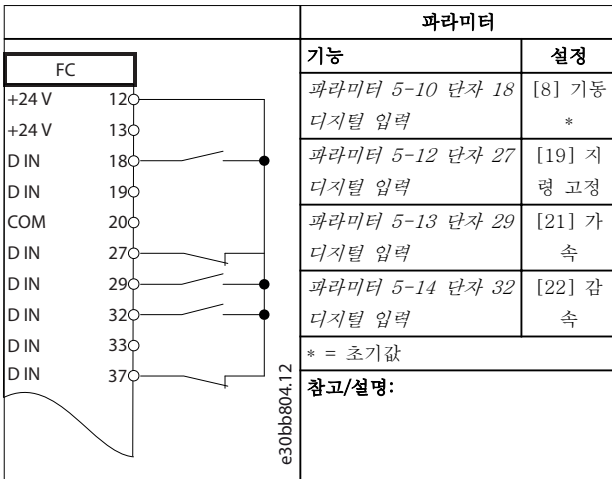 FC
+24 V 12
+24 V 13
D IN 18
D IN 19
COM 20
D IN 27
D IN 29
D IN 32
D IN 33
D IN 37
e30bb804.12
파라미터
기능 설정
파라미터 5-10 단자 18 [8] 기동
디지털 입력 *
파라미터 5-12 단자 27 [19] 지
디지털 입력 령 고정
파라미터 5-13 단자 29 [21] 가
디지털 입력 속
파라미터 5-14 단자 32 [22] 감
디지털 입력 속
* = 초기값
참고/설명: